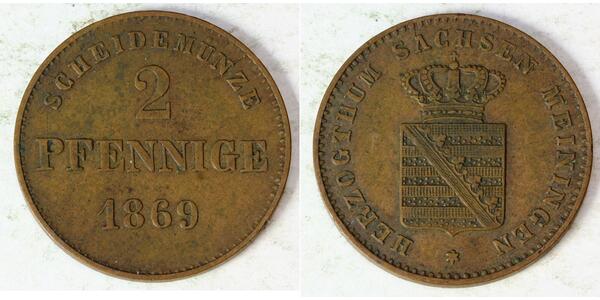 SCHEIDEMÜNZE
2
PFENNIGE
1869
HERZOGTHUM SACHSEN MEININGEN